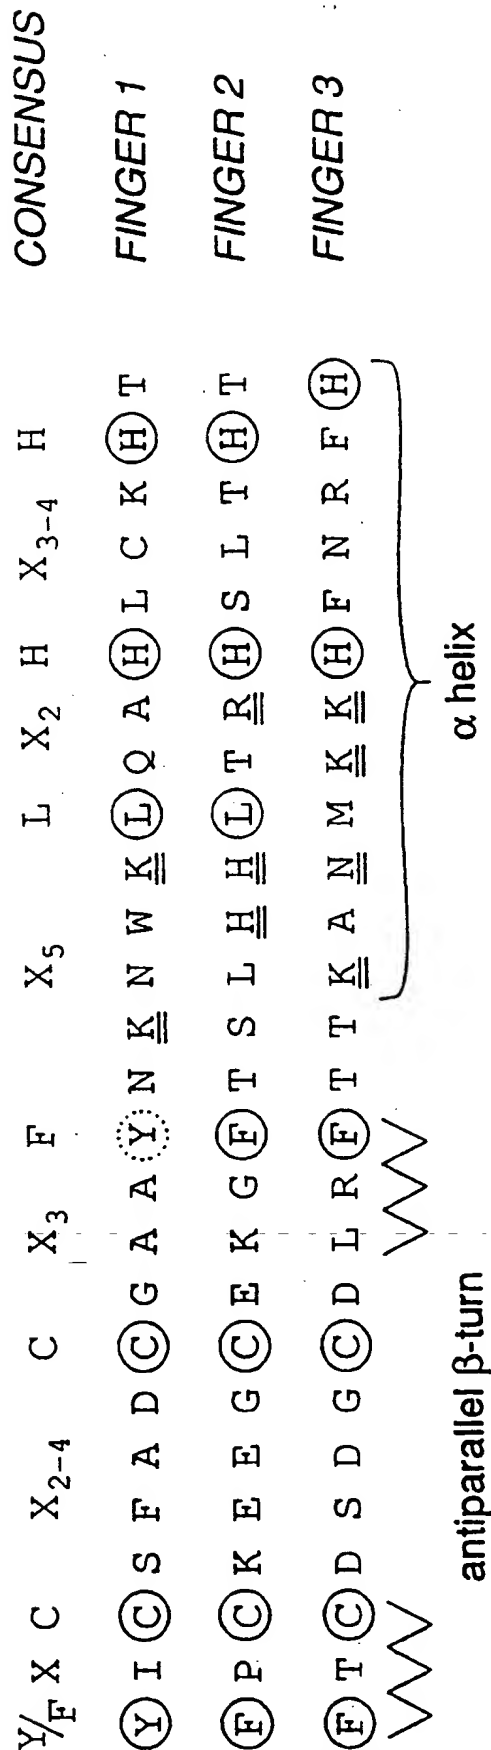 Y/F X C X₂₋₄ C X₃ F X₅ L X₂ H X₃₋₄ H CONSENSUS
Y I C S F A D C G A A Y N K N W K L Q A H L C K H T FINGER 1
F P C K E E G C E K G F T S L H H L T R H S L T H T FINGER 2
F T C D S D G C D L R F T T K A N M K K H F N R F H FINGER 3
antiparallel β-turn α helix